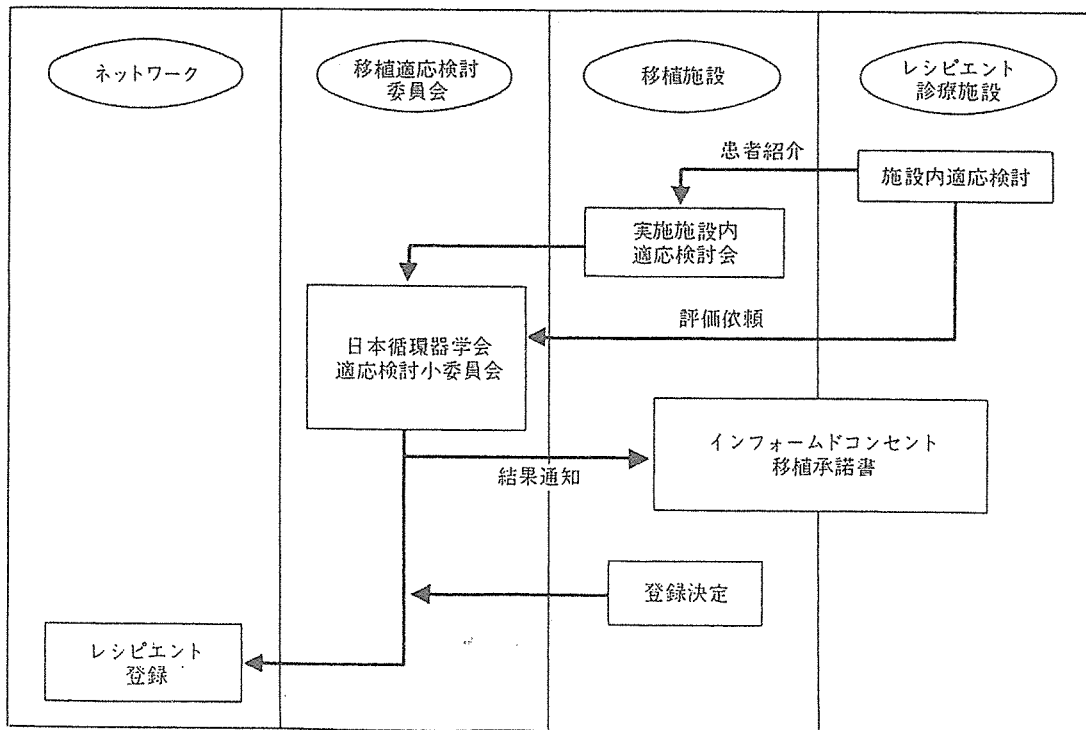 ネットワーク
移植適応検討
委員会
移植施設
レシピエント
診療施設
患者紹介
施設内適応検討
実施施設内
適応検討会
評価依頼
日本循環器学会
適応検討小委員会
インフォームドコンセント
移植承諾書
結果通知
登録決定
レシピエント
登録